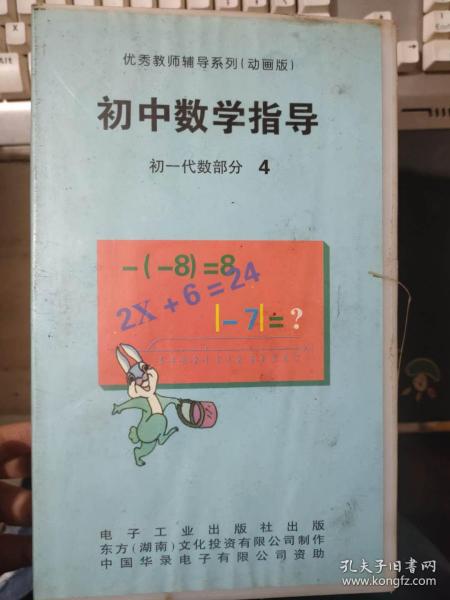 优秀教师辅导系列(动画版)
初中数学指导
初一代数部分 4
-(-8)=8
2X+6=24
|-7|=?
电子工业出版社出版
东方(湖南)文化投资有限公司制作
中国华录电子有限公司资助
孔夫子旧书网
www.kongfz.com